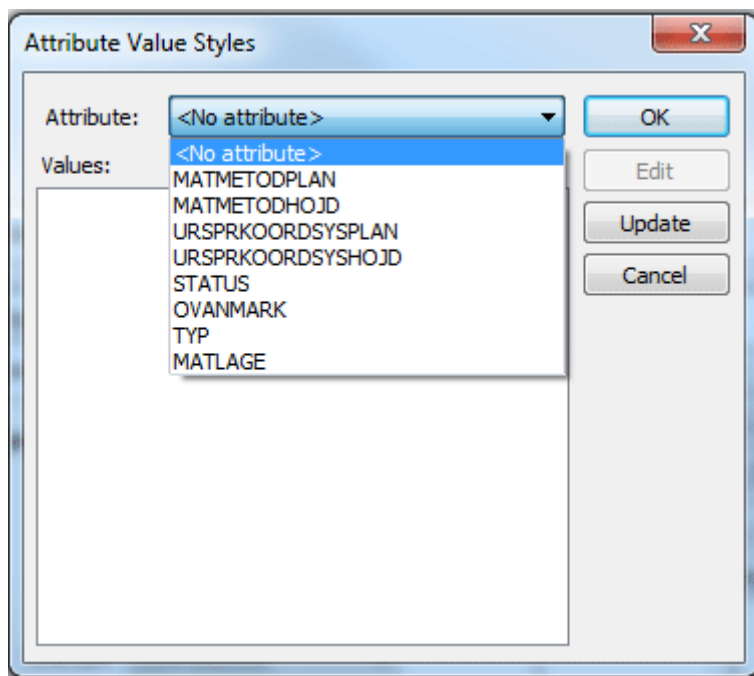 Attribute Value Styles
Attribute: <No attribute> OK
<No attribute>
Values: Edit
MATMETODPLAN
MATMETODHOJD
URSPRKOORDSYSPLAN Update
URSPRKOORDSYSHOJD
STATUS Cancel
OVANMARK
TYP
MATLAGE